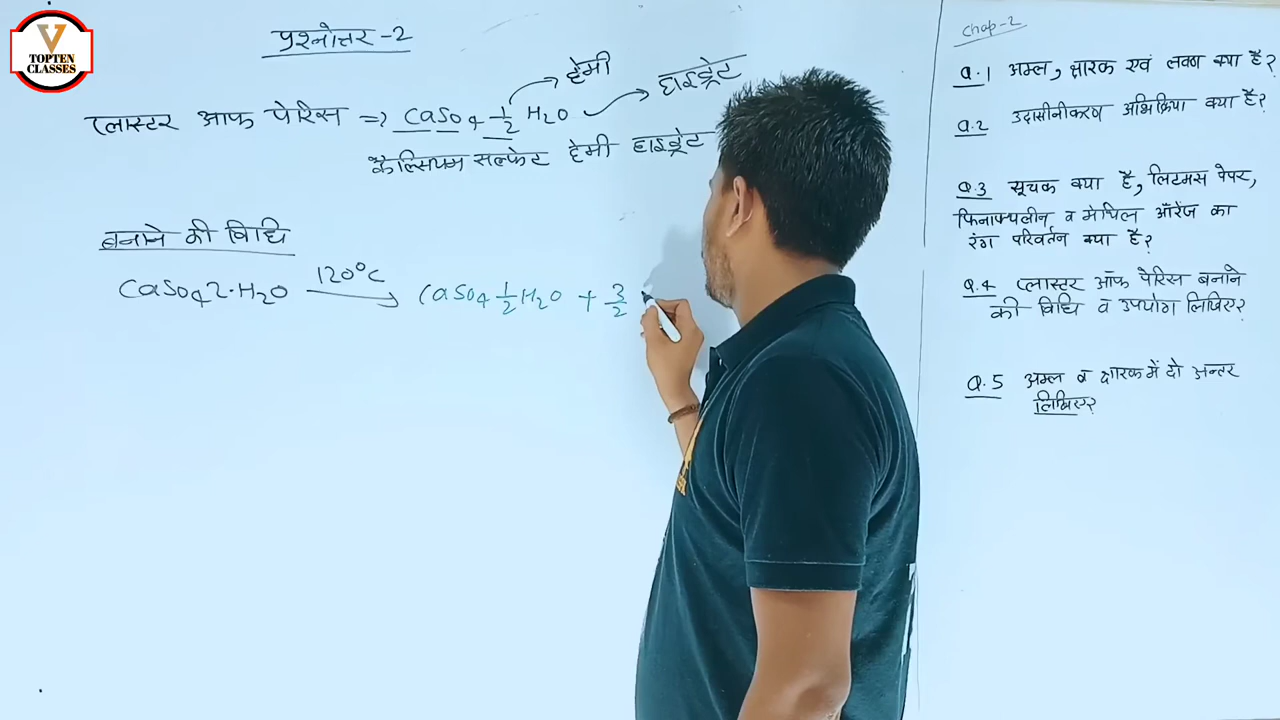 V
TOPTEN
CLASSES
प्रश्नोत्तर -2
प्लास्टर आफ पेरिस => CaSO4 1/2 H2O
हेमी
हाइड्रेट
कैल्सियम सल्फेट हेमी हाइड्रेट
बनाने की विधि
CaSO4 2·H2O 120°C → CaSO4 1/2 H2O + 3/2
Chap-2
Q.1 अम्ल, क्षारक एवं लवण क्या है?
Q.2 उदासीनीकरण अभिक्रिया क्या है?
Q.3 सूचक क्या है, लिटमस पेपर,
फिनाफ्थलीन व मेथिल ऑरेंज का
रंग परिवर्तन क्या है?
Q.4 प्लास्टर ऑफ पेरिस बनाने
की विधि व उपयोग लिखिए?
Q.5 अम्ल व क्षारक में दो अन्तर
लिखिए?